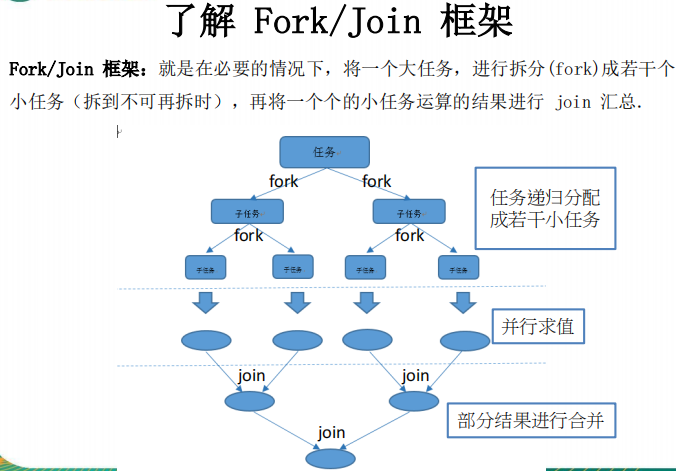 了解 Fork/Join 框架
Fork/Join 框架：就是在必要的情况下，将一个大任务，进行拆分(fork)成若干个
小任务（拆到不可再拆时），再将一个个的小任务运算的结果进行 join 汇总.
任务
fork
fork
子任务
子任务
任务递归分配
成若干小任务
fork
fork
子任务
子任务
子任务
子任务
并行求值
join
join
部分结果进行合并
join